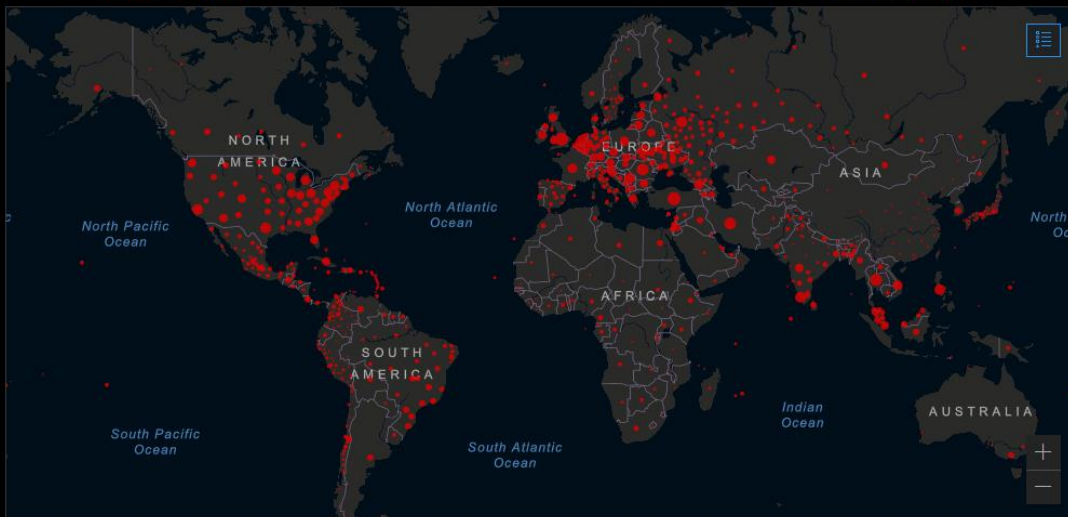 NORTH
AMERICA
EUROPE
ASIA
North Atlantic
Ocean
North Pacific
Ocean
North
AFRICA
SOUTH
AMERICA
Indian
Ocean
AUSTRALIA
South Pacific
Ocean
South Atlantic
Ocean
+
−